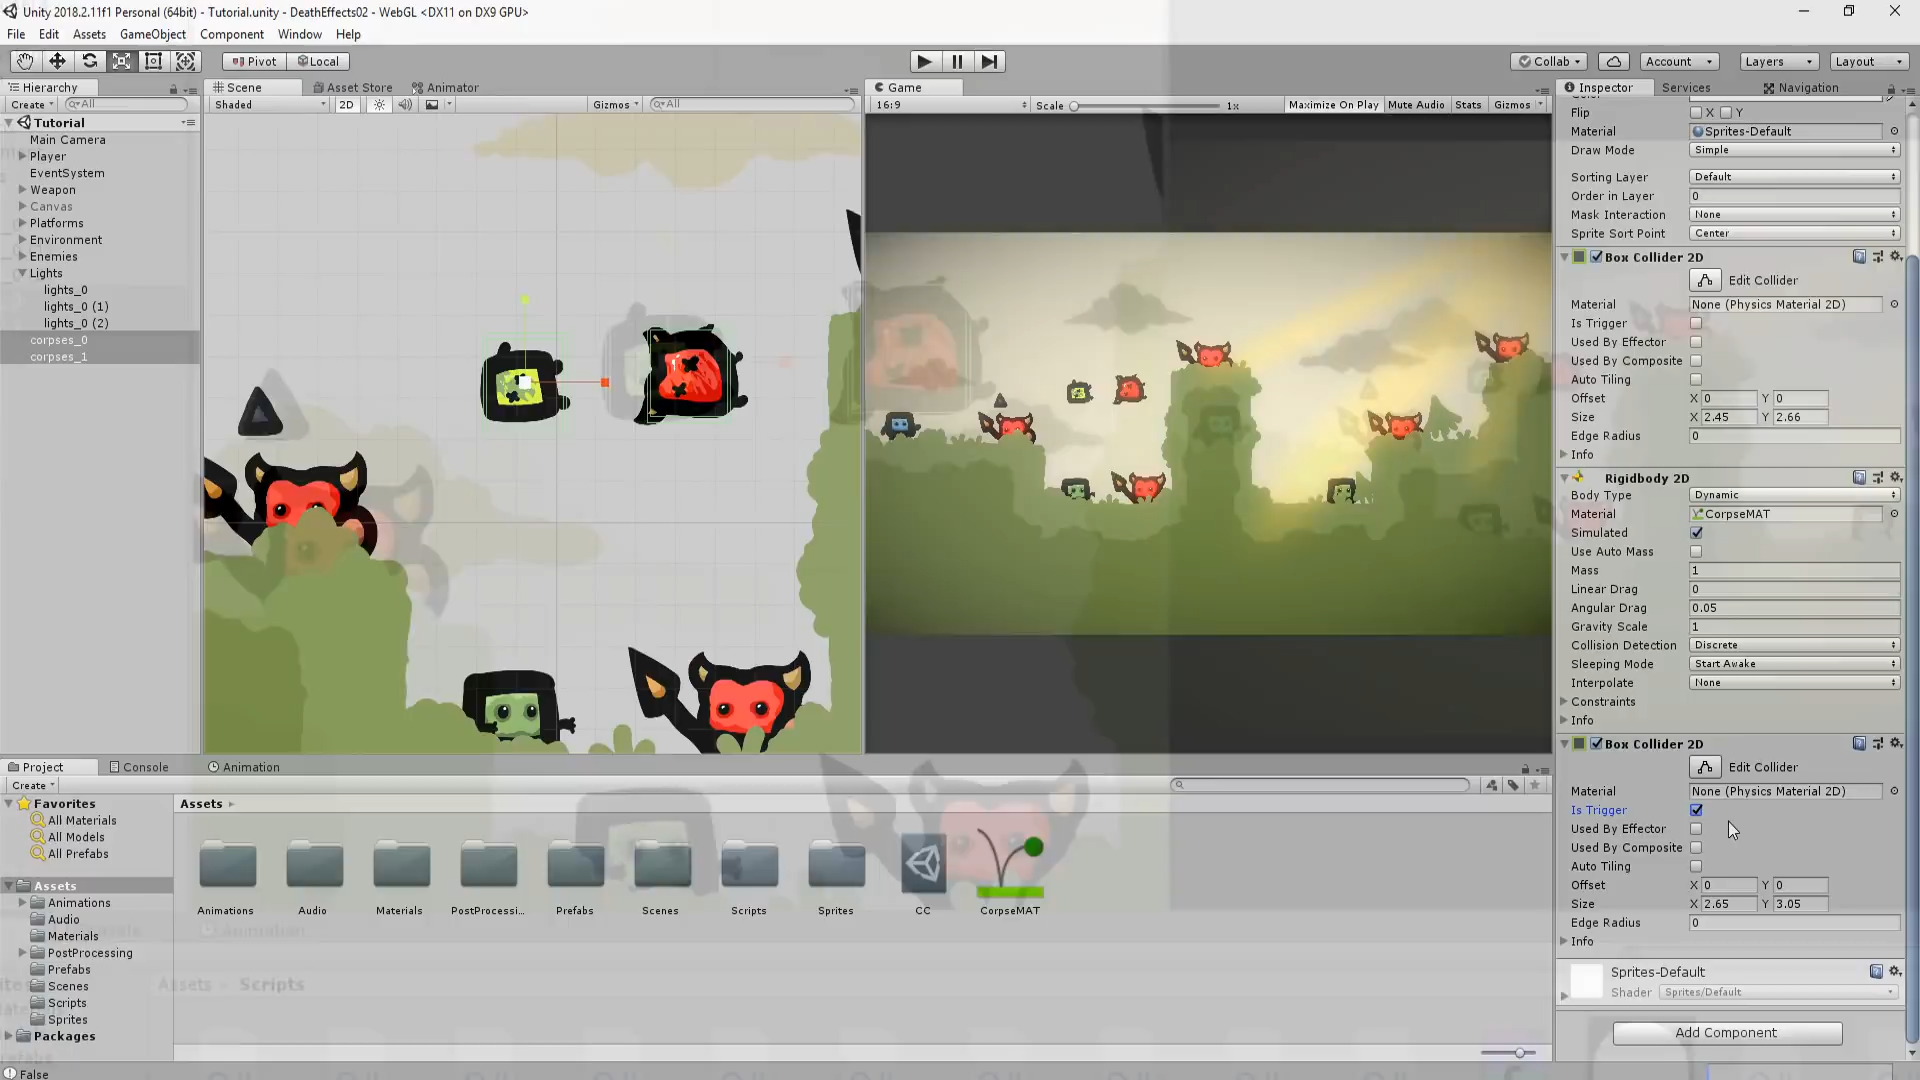 Unity 2018.2.11f1 Personal (64bit) - Tutorial.unity - DeathEffects02 - WebGL <DX11 on DX9 GPU>
File Edit Assets GameObject Component Window Help
Pivot Local
Collab Account Layers Layout
Hierarchy
Create All
Tutorial
Main Camera
Player
EventSystem
Weapon
Canvas
Platforms
Environment
Enemies
Lights
lights_0
lights_0 (1)
lights_0 (2)
corpses_0
corpses_1
Scene Asset Store Animator
Shaded 2D Gizmos All
Game
16:9 Scale 1x Maximize On Play Mute Audio Stats Gizmos
Inspector Services Navigation
Flip X Y
Material Sprites-Default
Draw Mode Simple
Sorting Layer Default
Order in Layer 0
Mask Interaction None
Sprite Sort Point Center
Box Collider 2D
Edit Collider
Material None (Physics Material 2D)
Is Trigger
Used By Effector
Used By Composite
Auto Tiling
Offset X 0 Y 0
Size X 2.45 Y 2.66
Edge Radius 0
Info
Rigidbody 2D
Body Type Dynamic
Material CorpseMAT
Simulated
Use Auto Mass
Mass 1
Linear Drag 0
Angular Drag 0.05
Gravity Scale 1
Collision Detection Discrete
Sleeping Mode Start Awake
Interpolate None
Constraints
Info
Box Collider 2D
Edit Collider
Material None (Physics Material 2D)
Is Trigger
Used By Effector
Used By Composite
Auto Tiling
Offset X 0 Y 0
Size X 2.65 Y 3.05
Edge Radius 0
Info
Sprites-Default
Shader Sprites/Default
Add Component
Project Console Animation
Create
Favorites
All Materials
All Models
All Prefabs
Assets
Animations
Audio
Materials
PostProcessing
Prefabs
Scenes
Scripts
Sprites
Packages
Assets
Animations Audio Materials PostProcessi... Prefabs Scenes Scripts Sprites CC CorpseMAT
Animation
Assets Scripts
False